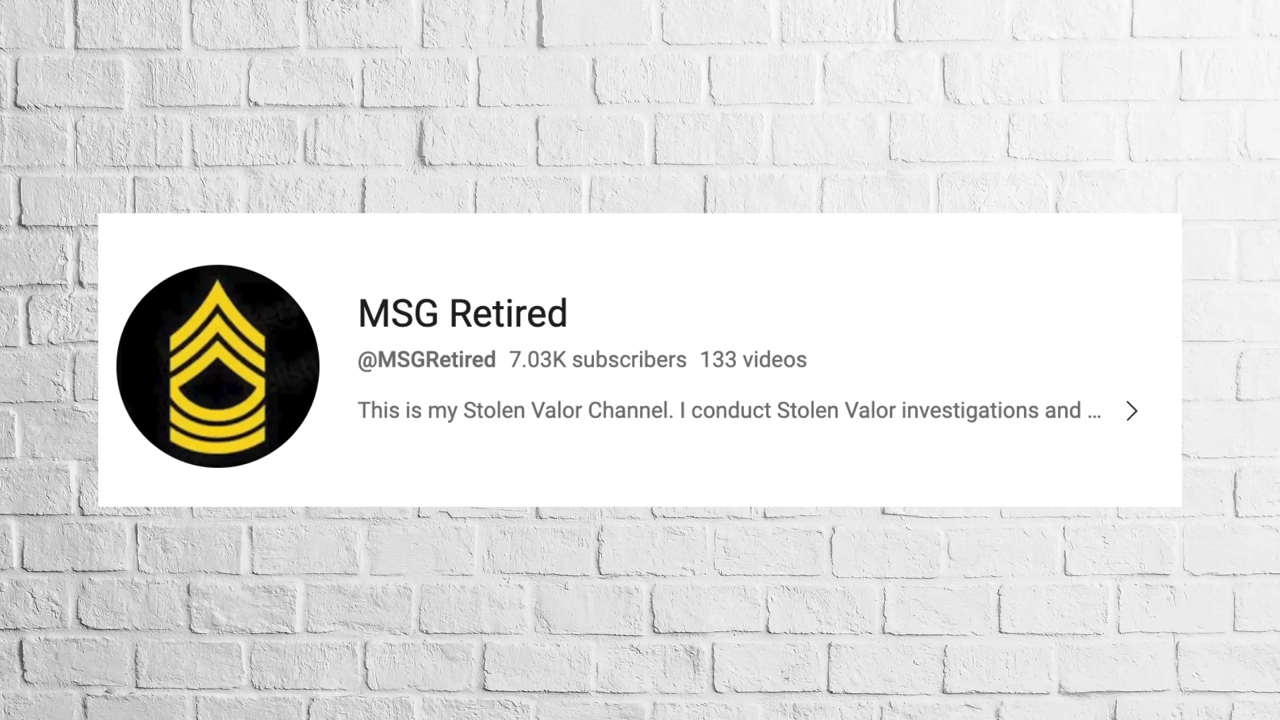 MSG Retired
@MSGRetired 7.03K subscribers 133 videos
This is my Stolen Valor Channel. I conduct Stolen Valor investigations and ...